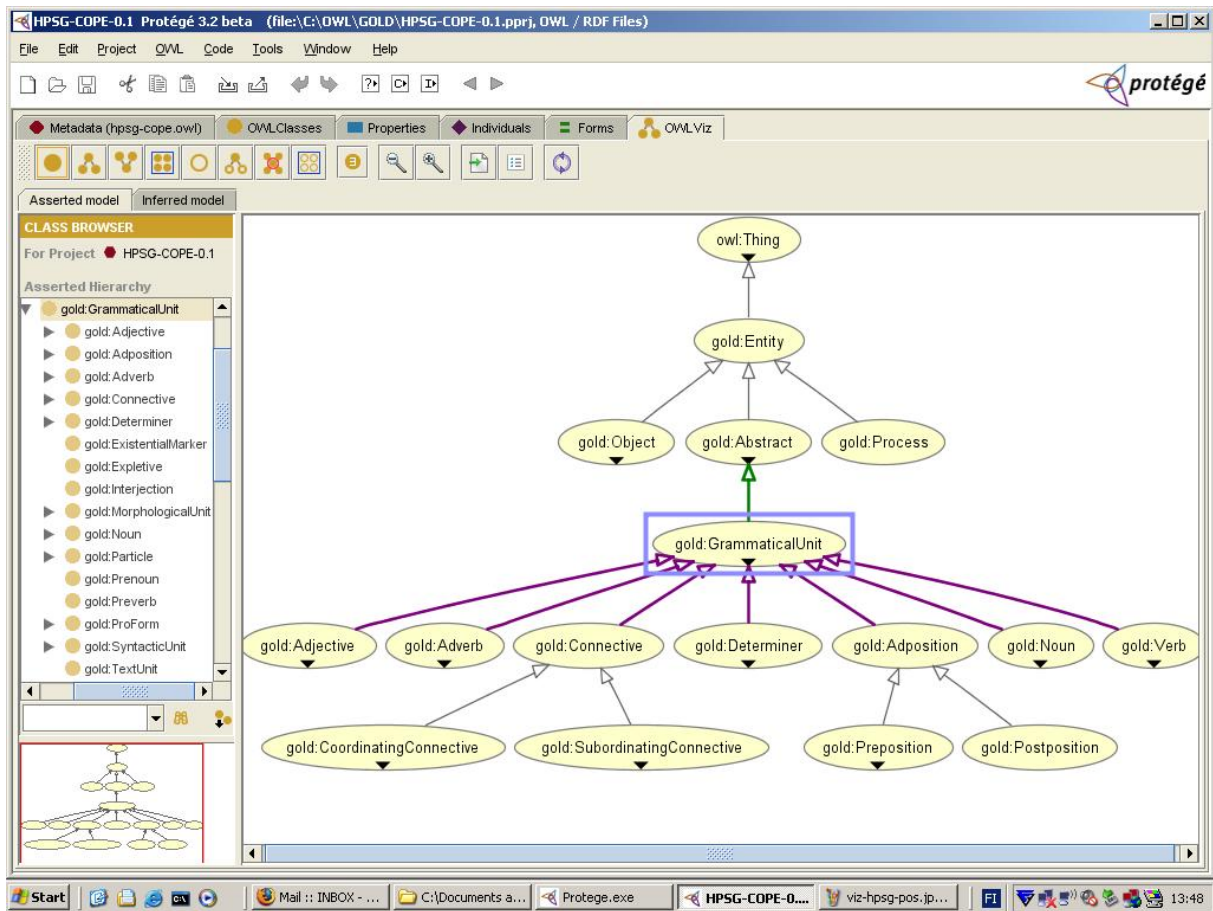 HPSG-COPE-0.1 Protégé 3.2 beta (file:\C:\OWL\GOLD\HPSG-COPE-0.1.pprj, OWL / RDF Files)
File Edit Project OWL Code Tools Window Help
protégé
Metadata (hpsg-cope.owl) OWLClasses Properties Individuals Forms OWLViz
Asserted model Inferred model
CLASS BROWSER
For Project HPSG-COPE-0.1
Asserted Hierarchy
gold:GrammaticalUnit
gold:Adjective
gold:Adposition
gold:Adverb
gold:Connective
gold:Determiner
gold:ExistentialMarker
gold:Expletive
gold:Interjection
gold:MorphologicalUnit
gold:Noun
gold:Particle
gold:Prenoun
gold:Preverb
gold:ProForm
gold:SyntacticUnit
gold:TextUnit
owl:Thing
gold:Entity
gold:Object gold:Abstract gold:Process
gold:GrammaticalUnit
gold:Adjective gold:Adverb gold:Connective gold:Determiner gold:Adposition gold:Noun gold:Verb
gold:CoordinatingConnective gold:SubordinatingConnective gold:Preposition gold:Postposition
Start Mail :: INBOX - ... C:\Documents a... Protege.exe HPSG-COPE-0.... viz-hpsg-pos.jp... FI 13:48